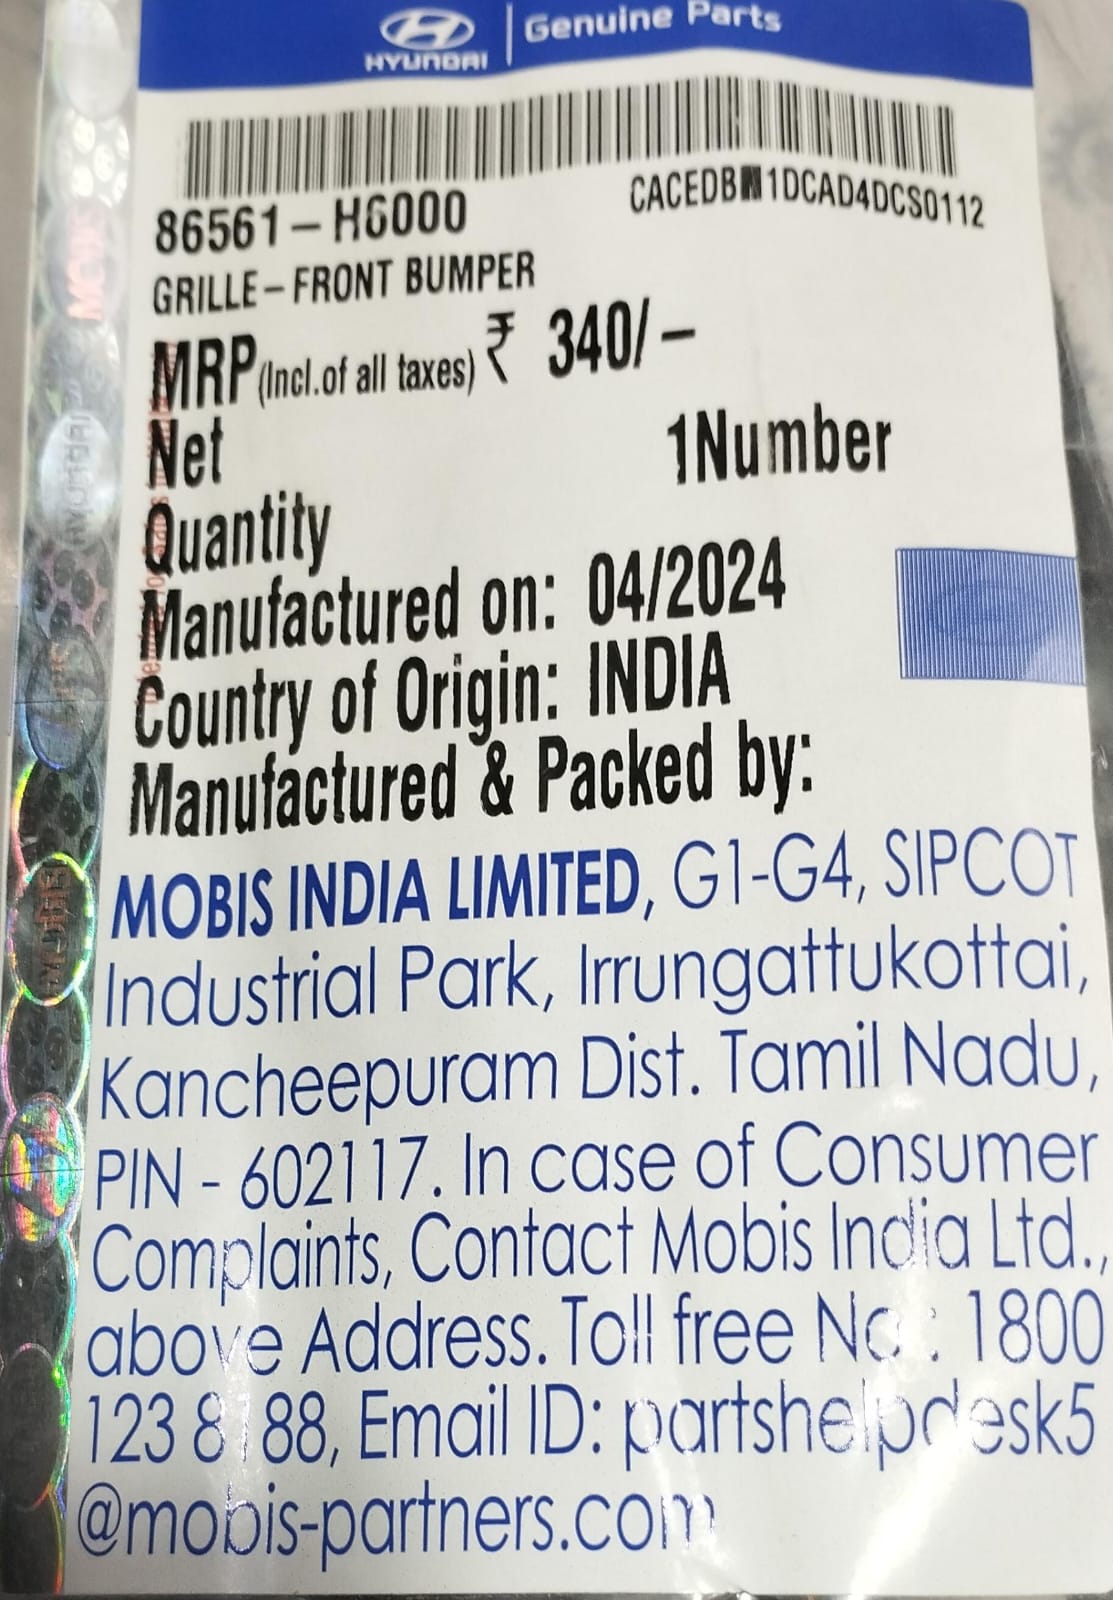 HYUNDAI | Genuine Parts
86561-H6000
GRILLE-FRONT BUMPER
MRP(Incl.of all taxes) ₹ 340/-
Net 1Number
Quantity
Manufactured on: 04/2024
Country of Origin: INDIA
Manufactured & Packed by:
MOBIS INDIA LIMITED, G1-G4, SIPCOT
Industrial Park, Irrungattukottai,
Kancheepuram Dist. Tamil Nadu,
PIN - 602117. In case of Consumer
Complaints, Contact Mobis India Ltd.,
above Address. Toll free No : 1800
123 8188, Email ID: partshelpdesk5
@mobis-partners.com